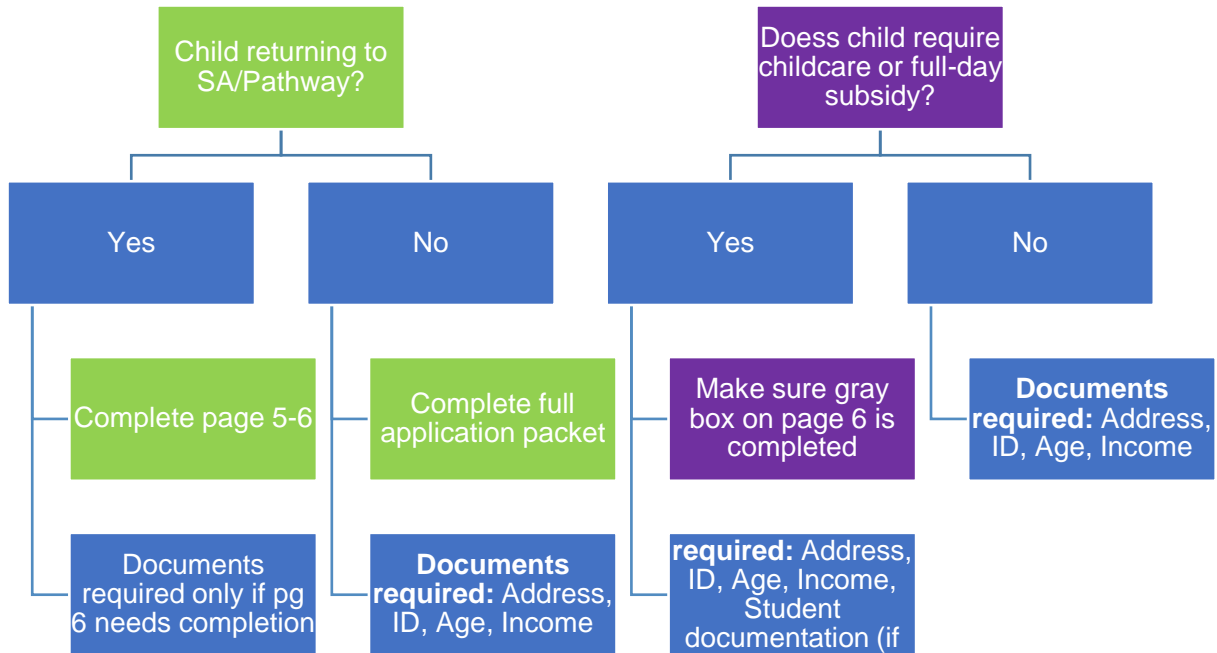 Child returning to
SA/Pathway?
Yes
No
Complete page 5-6
Documents
required only if pg
6 needs completion
Complete full
application packet
Documents
required: Address,
ID, Age, Income
Doess child require
childcare or full-day
subsidy?
Yes
No
Make sure gray
box on page 6 is
completed
required: Address,
ID, Age, Income,
Student
documentation (if
Documents
required: Address,
ID, Age, Income